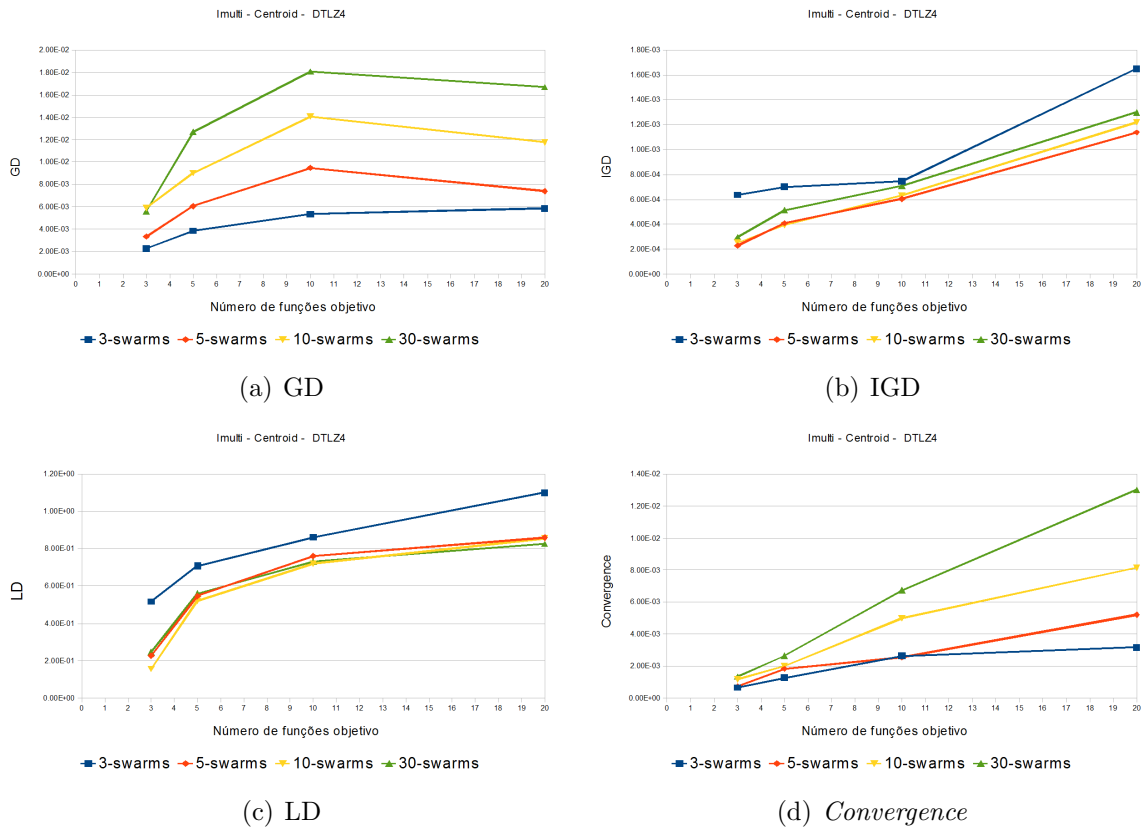 Imulti - Centroid - DTLZ4
2.00E-02
1.80E-02
1.60E-02
1.40E-02
1.20E-02
1.00E-02
8.00E-03
6.00E-03
4.00E-03
2.00E-03
0.00E+00
GD
0 1 2 3 4 5 6 7 8 9 10 11 12 13 14 15 16 17 18 19 20
Número de funções objetivo
3-swarms 5-swarms 10-swarms 30-swarms
(a) GD
Imulti - Centroid - DTLZ4
1.80E-03
1.60E-03
1.40E-03
1.20E-03
1.00E-03
8.00E-04
6.00E-04
4.00E-04
2.00E-04
0.00E+00
IGD
0 1 2 3 4 5 6 7 8 9 10 11 12 13 14 15 16 17 18 19 20
Número de funções objetivo
3-swarms 5-swarms 10-swarms 30-swarms
(b) IGD
Imulti - Centroid - DTLZ4
1.20E+00
1.00E+00
8.00E-01
6.00E-01
4.00E-01
2.00E-01
0.00E+00
LD
0 1 2 3 4 5 6 7 8 9 10 11 12 13 14 15 16 17 18 19 20
Número de funções objetivo
3-swarms 5-swarms 10-swarms 30-swarms
(c) LD
Imulti - Centroid - DTLZ4
1.40E-02
1.20E-02
1.00E-02
8.00E-03
6.00E-03
4.00E-03
2.00E-03
0.00E+00
Convergence
0 1 2 3 4 5 6 7 8 9 10 11 12 13 14 15 16 17 18 19 20
Número de funções objetivo
3-swarms 5-swarms 10-swarms 30-swarms
(d) Convergence